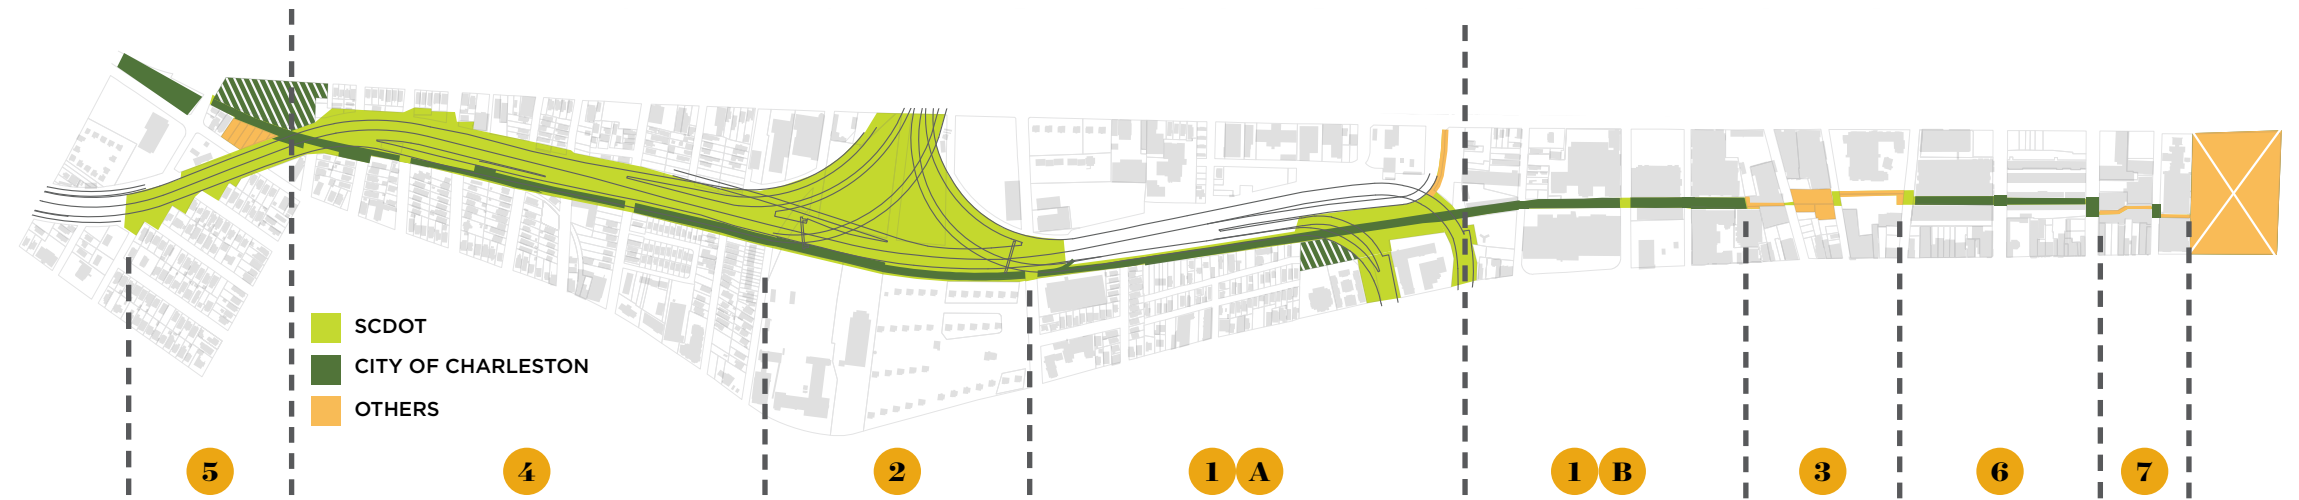 SCDOT
CITY OF CHARLESTON
OTHERS
5 4 2 1 A 1 B 3 6 7